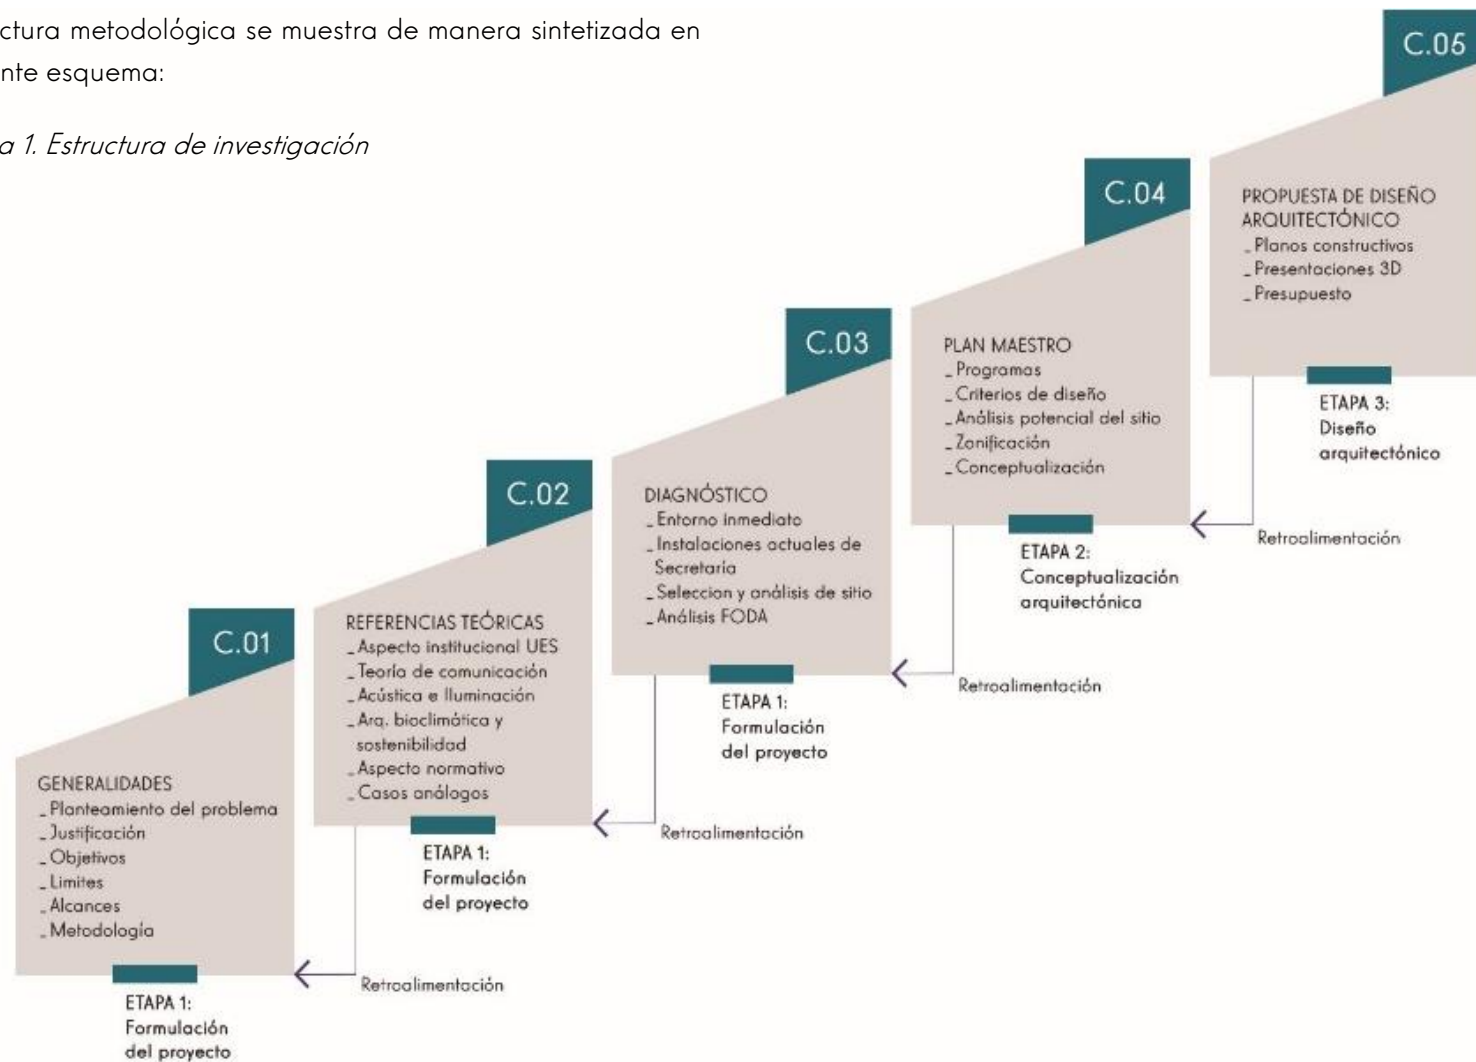 ctura metodológica se muestra de manera sintetizada en
nte esquema:
a 1. Estructura de investigación
C.01
GENERALIDADES
_Planteamiento del problema
_Justificación
_Objetivos
_Limites
_Alcances
_Metodología
ETAPA 1:
Formulación
del proyecto
Retroalimentación
C.02
REFERENCIAS TEÓRICAS
_Aspecto institucional UES
_Teoría de comunicación
_Acústica e Iluminación
_Arq. bioclimática y
sostenibilidad
_Aspecto normativo
_Casos análogos
ETAPA 1:
Formulación
del proyecto
Retroalimentación
C.03
DIAGNÓSTICO
_Entorno inmediato
_Instalaciones actuales de
Secretaría
_Seleccion y análisis de sitio
_Análisis FODA
ETAPA 1:
Formulación
del proyecto
Retroalimentación
C.04
PLAN MAESTRO
_Programas
_Criterios de diseño
_Análisis potencial del sitio
_Zonificación
_Conceptualización
ETAPA 2:
Conceptualización
arquitectónica
Retroalimentación
C.05
PROPUESTA DE DISEÑO
ARQUITECTÓNICO
_Planos constructivos
_Presentaciones 3D
_Presupuesto
ETAPA 3:
Diseño
arquitectónico